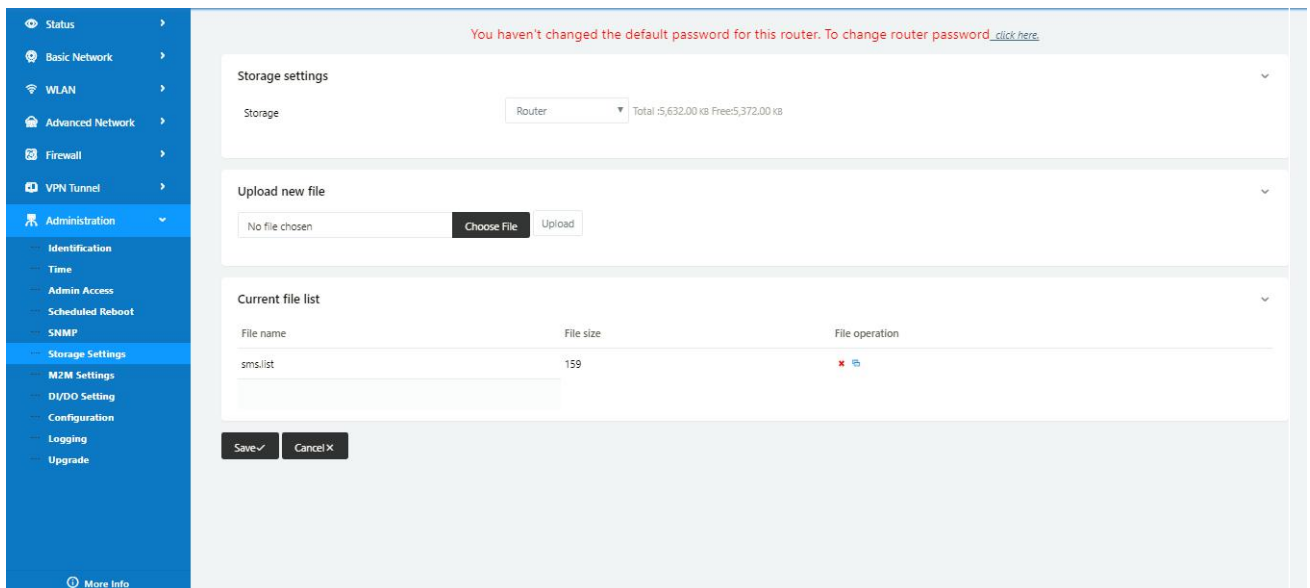 You haven't changed the default password for this router. To change router password click here.
Status
Basic Network
WLAN
Advanced Network
Firewall
VPN Tunnel
Administration
Identification
Time
Admin Access
Scheduled Reboot
SNMP
Storage Settings
M2M Settings
DI/DO Setting
Configuration
Logging
Upgrade
More Info
Storage settings
Storage Router Total :5,632.00 KB Free:5,372.00 KB
Upload new file
No file chosen Choose File Upload
Current file list
File name File size File operation
sms.list 159
Save Cancel